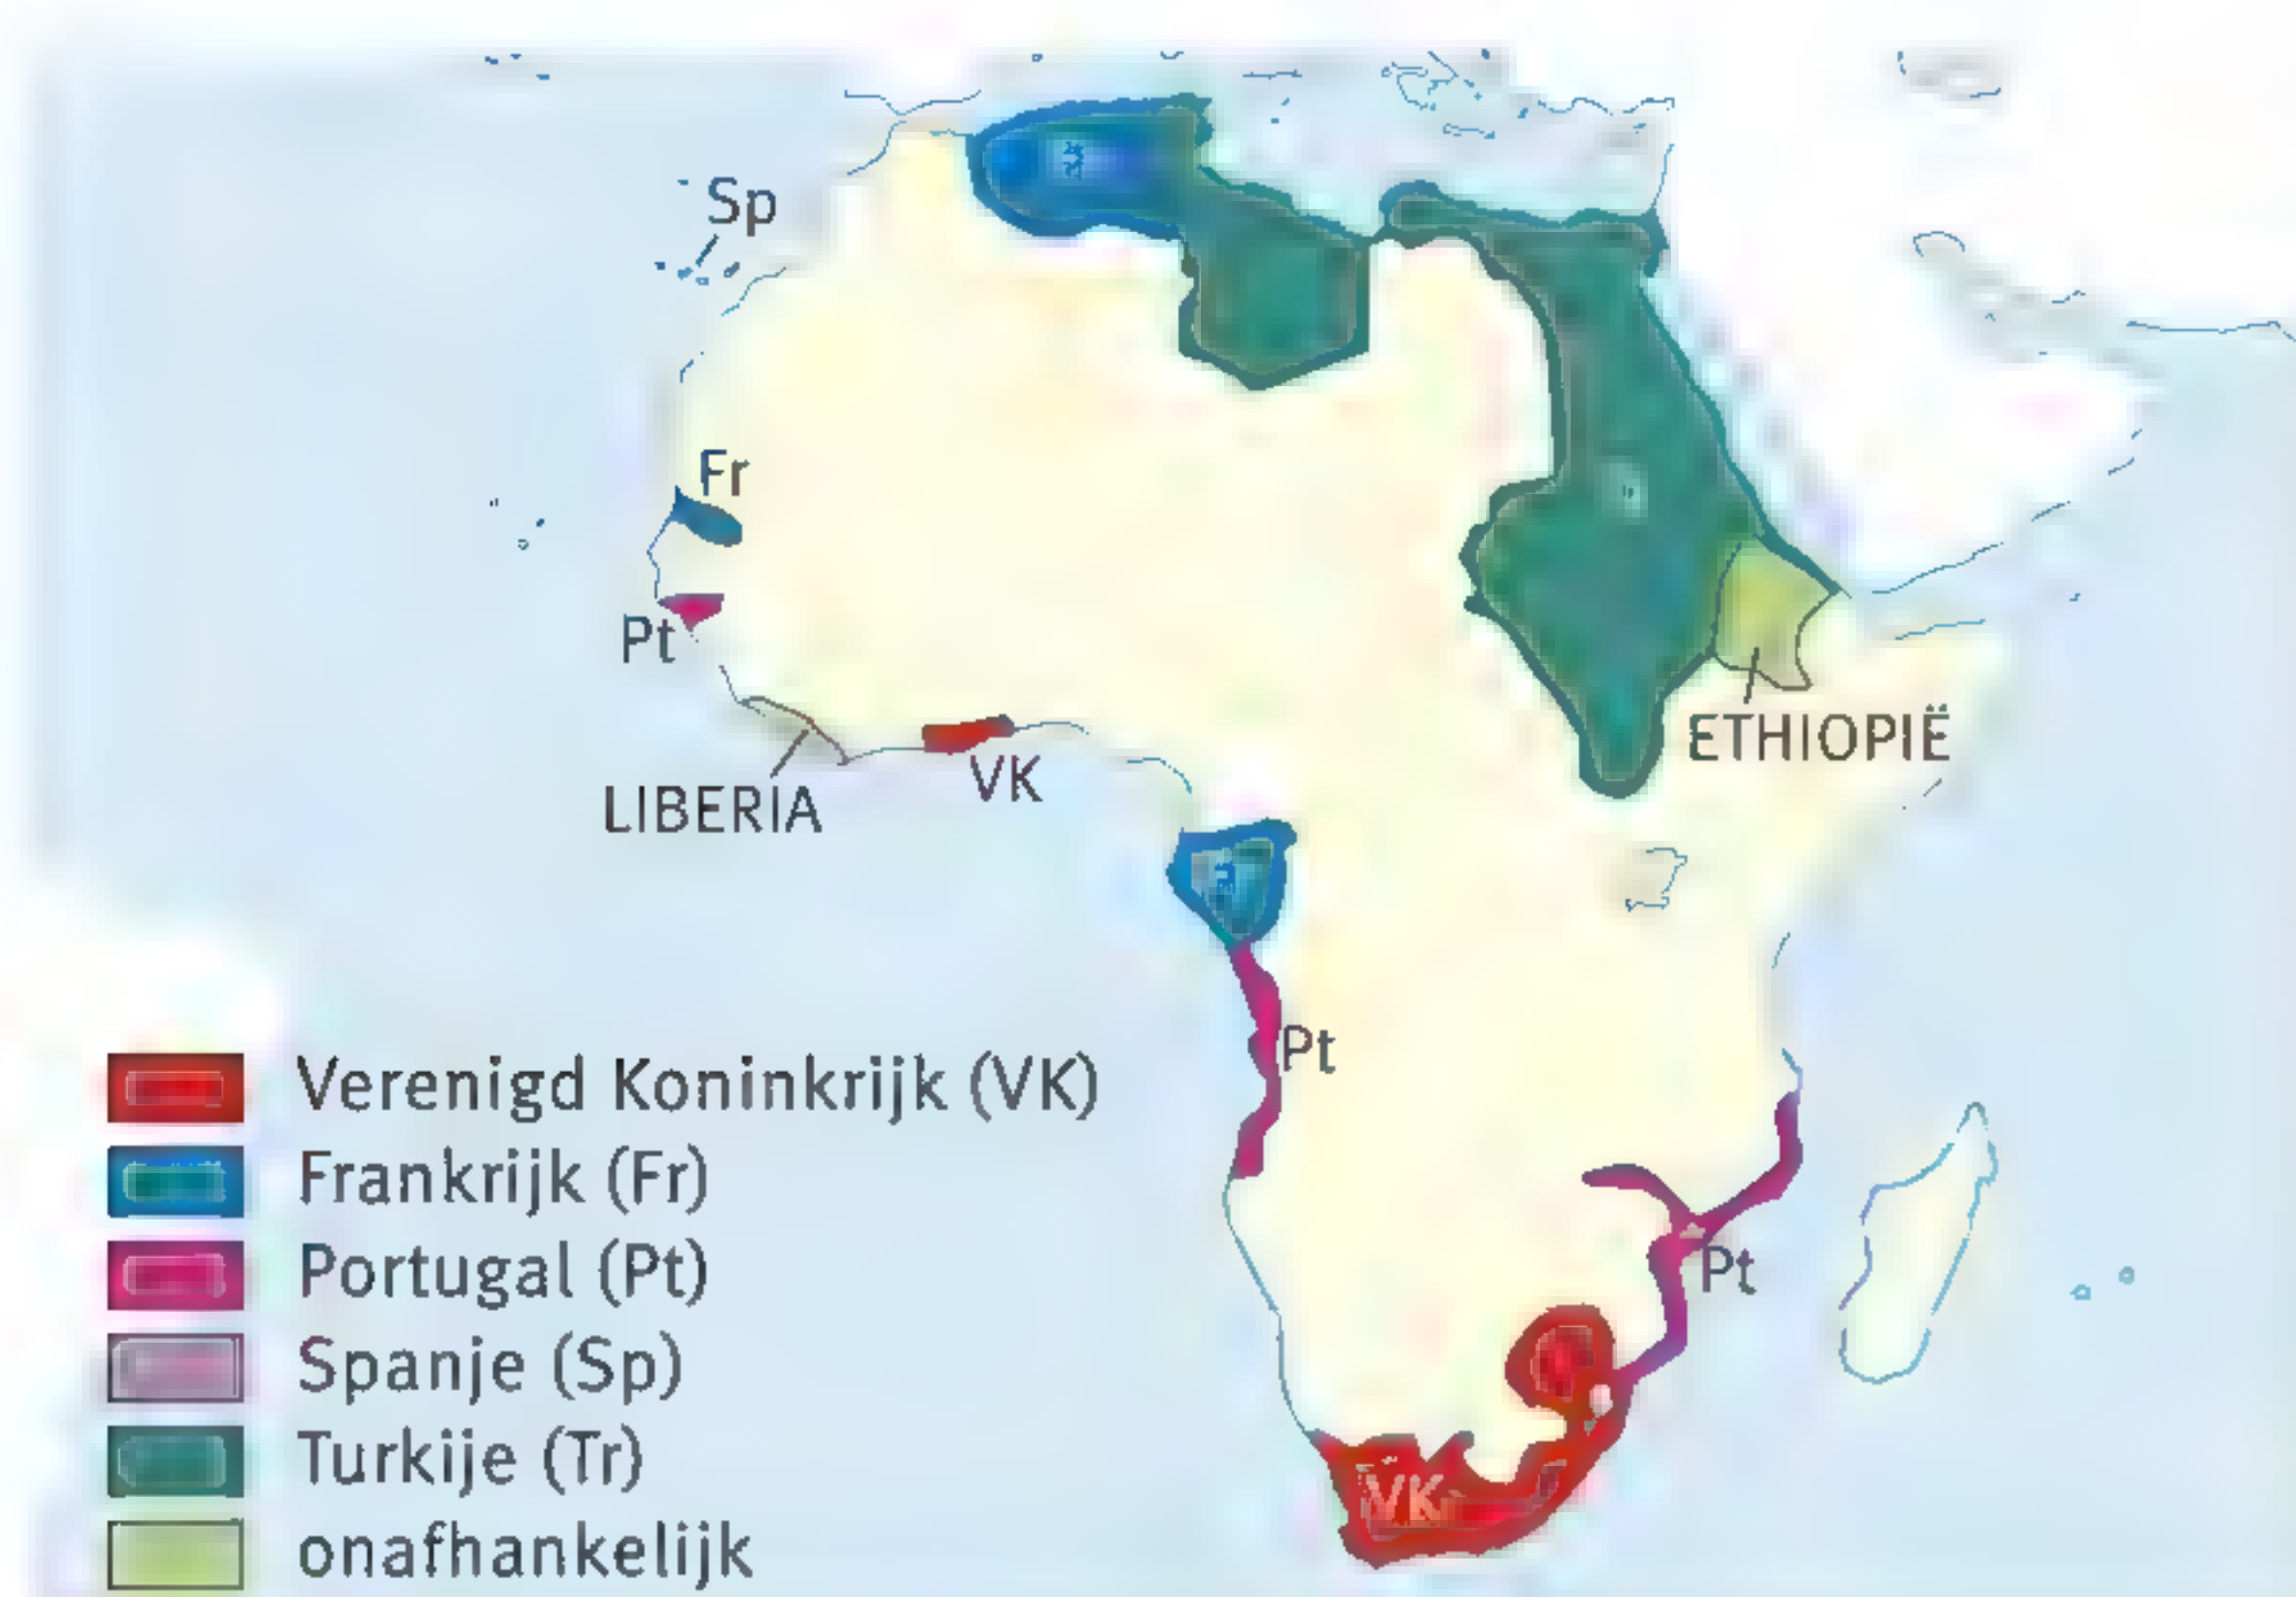 Sp
Fr
Pt
LIBERIA
VK
ETHIOPIË
Pt
Pt
VK
Verenigd Koninkrijk (VK)
Frankrijk (Fr)
Portugal (Pt)
Spanje (Sp)
Turkije (Tr)
onafhankelijk